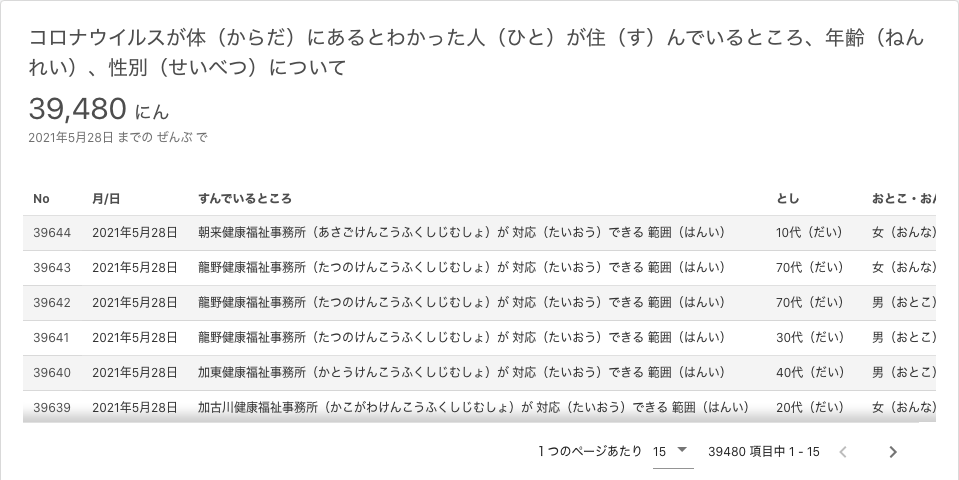 コロナウイルスが体（からだ）にあるとわかった人（ひと）が住（す）んでいるところ、年齢（ねん
れい）、性別（せいべつ）について
39,480 にん
2021年5月28日 までの ぜんぶ で
No 月/日 すんでいるところ とし おとこ・おん
39644 2021年5月28日 朝来健康福祉事務所（あさごけんこうふくしじむしょ）が 対応（たいおう）できる 範囲（はんい） 10代（だい） 女（おんな）
39643 2021年5月28日 龍野健康福祉事務所（たつのけんこうふくしじむしょ）が 対応（たいおう）できる 範囲（はんい） 70代（だい） 女（おんな）
39642 2021年5月28日 龍野健康福祉事務所（たつのけんこうふくしじむしょ）が 対応（たいおう）できる 範囲（はんい） 70代（だい） 男（おとこ）
39641 2021年5月28日 龍野健康福祉事務所（たつのけんこうふくしじむしょ）が 対応（たいおう）できる 範囲（はんい） 30代（だい） 男（おとこ）
39640 2021年5月28日 加東健康福祉事務所（かとうけんこうふくしじむしょ）が 対応（たいおう）できる 範囲（はんい） 40代（だい） 男（おとこ）
39639 2021年5月28日 加古川健康福祉事務所（かこがわけんこうふくしじむしょ）が 対応（たいおう）できる 範囲（はんい） 20代（だい） 女（おんな）
1 つのページあたり 15 39480 項目中 1 - 15